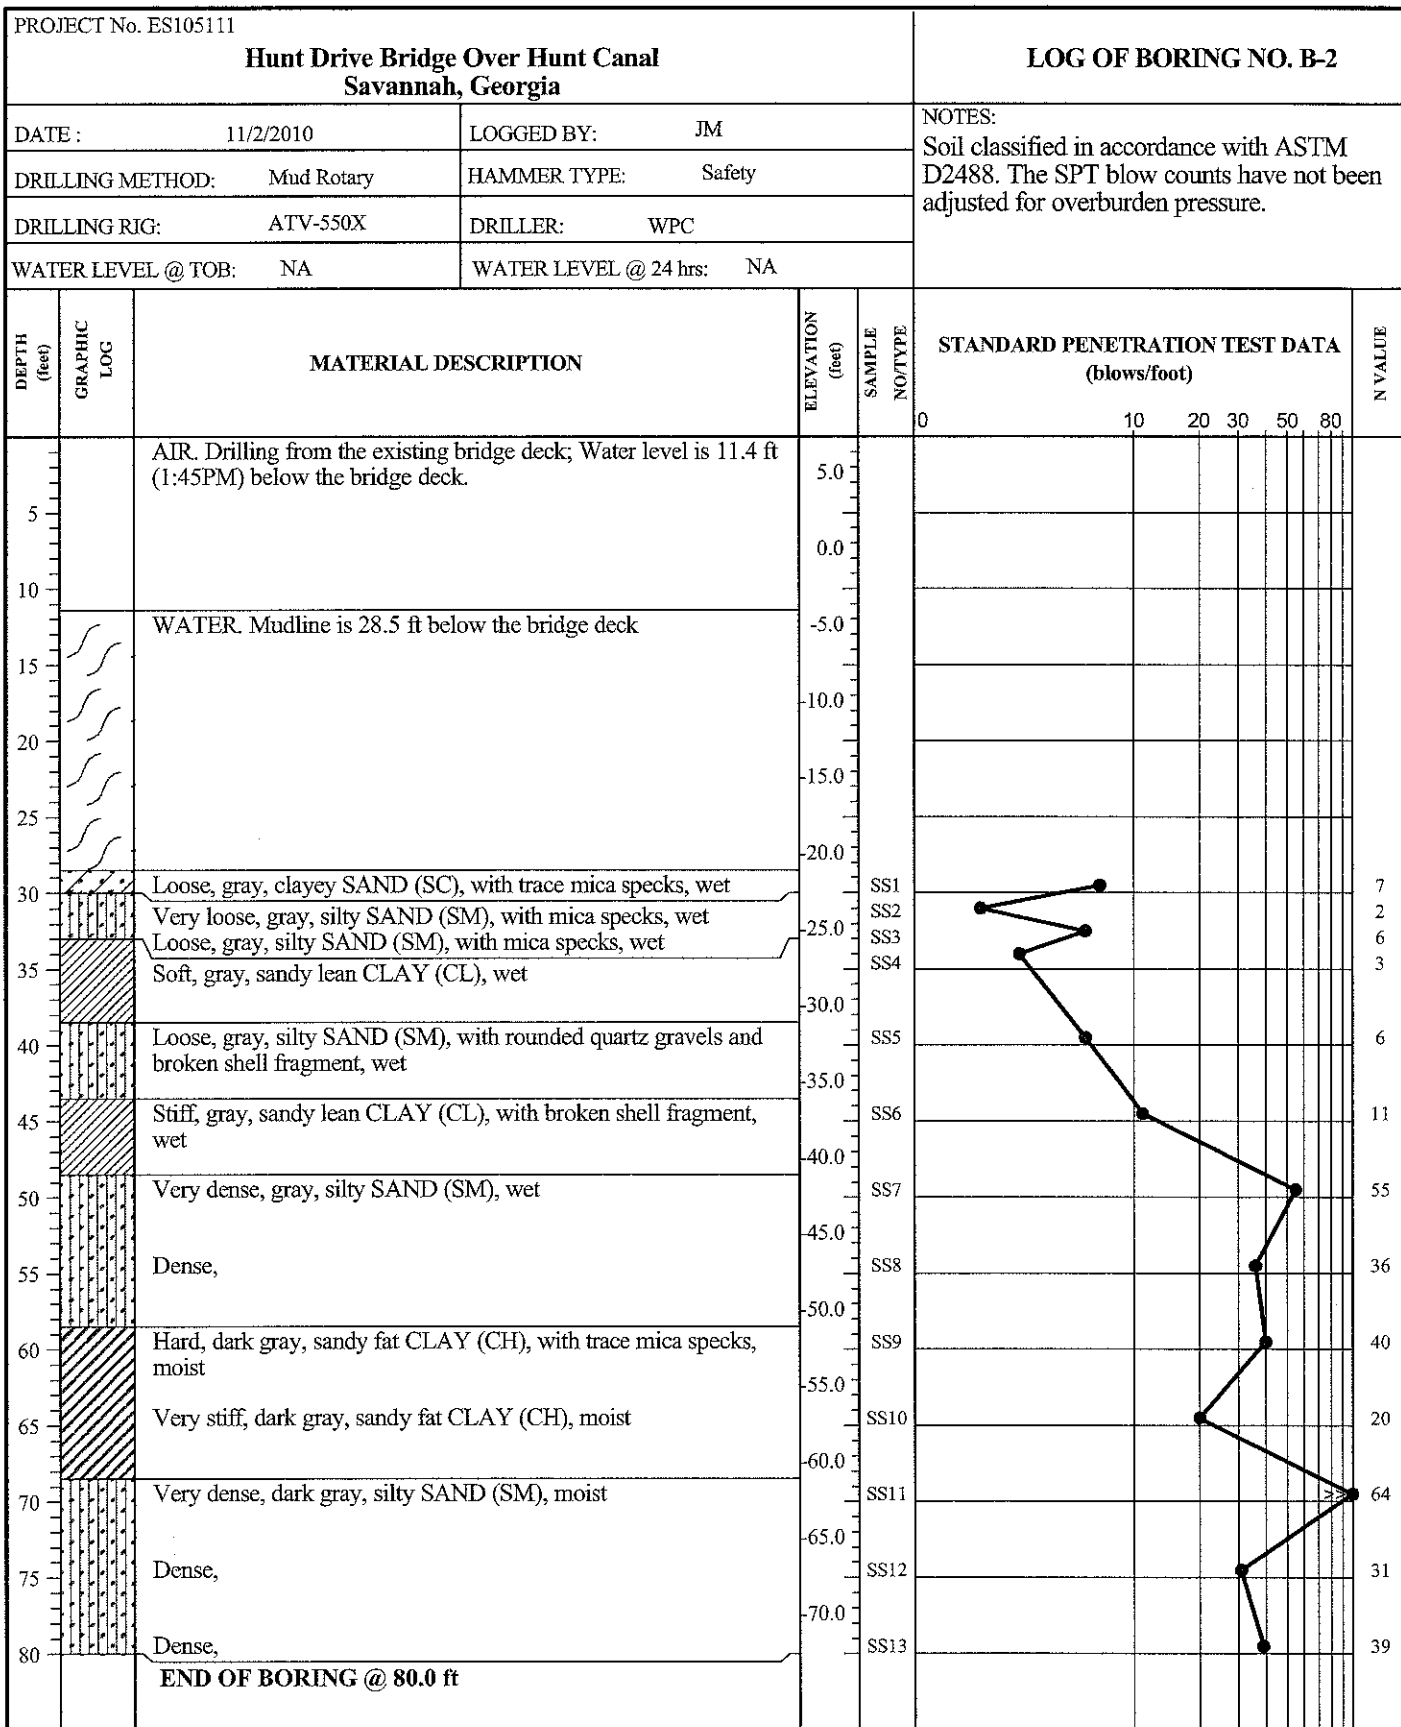 PROJECT No. ES105111
Hunt Drive Bridge Over Hunt Canal
Savannah, Georgia
LOG OF BORING NO. B-2
DATE : 11/2/2010
LOGGED BY: JM
DRILLING METHOD: Mud Rotary
HAMMER TYPE: Safety
DRILLING RIG: ATV-550X
DRILLER: WPC
WATER LEVEL @ TOB: NA
WATER LEVEL @ 24 hrs: NA
NOTES:
Soil classified in accordance with ASTM
D2488. The SPT blow counts have not been
adjusted for overburden pressure.
DEPTH
(feet)
GRAPHIC
LOG
MATERIAL DESCRIPTION
ELEVATION
(feet)
SAMPLE
NO/TYPE
STANDARD PENETRATION TEST DATA
(blows/foot)
N VALUE
0 10 20 30 50 80
AIR. Drilling from the existing bridge deck; Water level is 11.4 ft
(1:45PM) below the bridge deck.
5.0
5
0.0
10
WATER. Mudline is 28.5 ft below the bridge deck
-5.0
15
-10.0
20
-15.0
25
-20.0
Loose, gray, clayey SAND (SC), with trace mica specks, wet
SS1 7
30
Very loose, gray, silty SAND (SM), with mica specks, wet
SS2 2
-25.0
Loose, gray, silty SAND (SM), with mica specks, wet
SS3 6
Soft, gray, sandy lean CLAY (CL), wet
SS4 3
35
-30.0
Loose, gray, silty SAND (SM), with rounded quartz gravels and
broken shell fragment, wet
SS5 6
40
-35.0
Stiff, gray, sandy lean CLAY (CL), with broken shell fragment,
wet
SS6 11
45
-40.0
Very dense, gray, silty SAND (SM), wet
SS7 55
50
-45.0
Dense,
SS8 36
55
-50.0
Hard, dark gray, sandy fat CLAY (CH), with trace mica specks,
moist
SS9 40
60
-55.0
Very stiff, dark gray, sandy fat CLAY (CH), moist
SS10 20
65
-60.0
Very dense, dark gray, silty SAND (SM), moist
SS11 >> 64
70
-65.0
Dense,
SS12 31
75
-70.0
Dense,
SS13 39
80
END OF BORING @ 80.0 ft